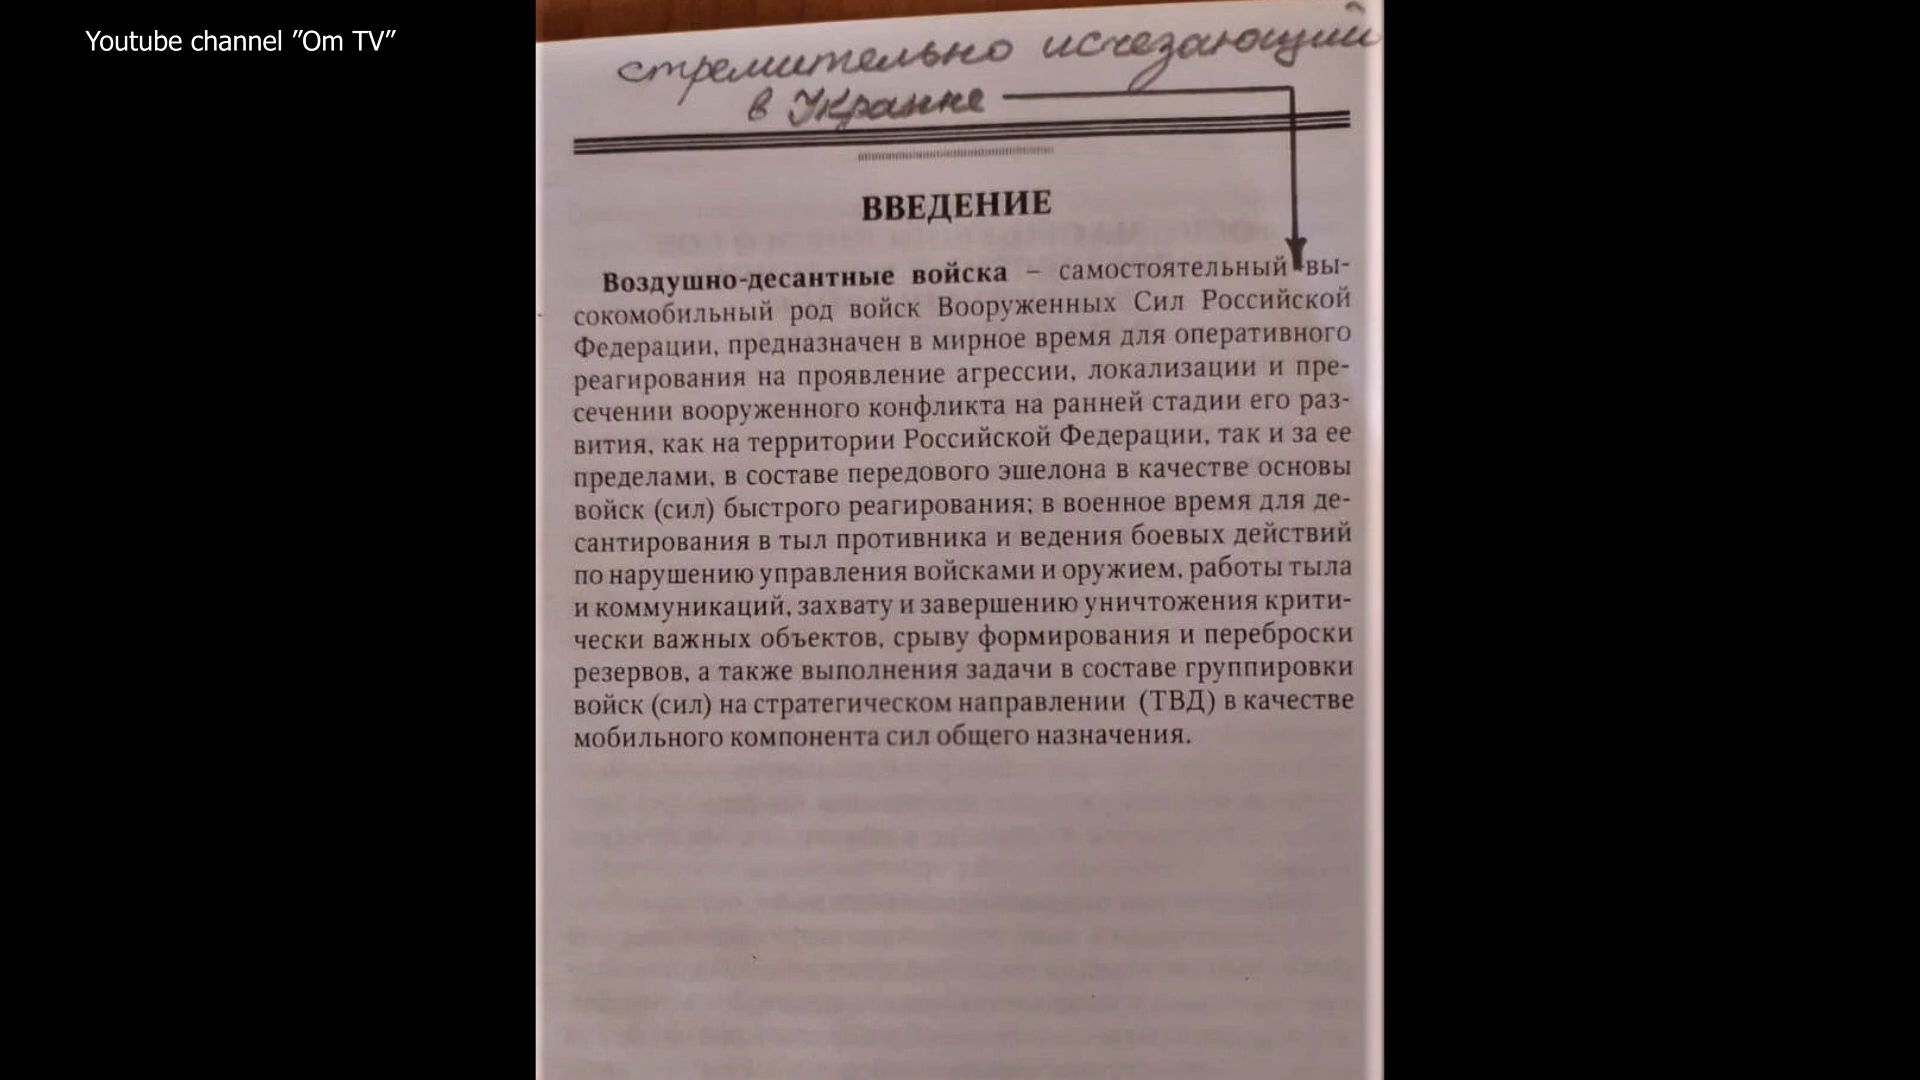 Youtube channel "Om TV"
стремительно исчезающий
в Украине
ВВЕДЕНИЕ
Воздушно-десантные войска – самостоятельный вы-
сокомобильный род войск Вооруженных Сил Российской
Федерации, предназначен в мирное время для оперативного
реагирования на проявление агрессии, локализации и пре-
сечении вооруженного конфликта на ранней стадии его раз-
вития, как на территории Российской Федерации, так и за ее
пределами, в составе передового эшелона в качестве основы
войск (сил) быстрого реагирования; в военное время для де-
сантирования в тыл противника и ведения боевых действий
по нарушению управления войсками и оружием, работы тыла
и коммуникаций, захвату и завершению уничтожения крити-
чески важных объектов, срыву формирования и переброски
резервов, а также выполнения задачи в составе группировки
войск (сил) на стратегическом направлении (ТВД) в качестве
мобильного компонента сил общего назначения.